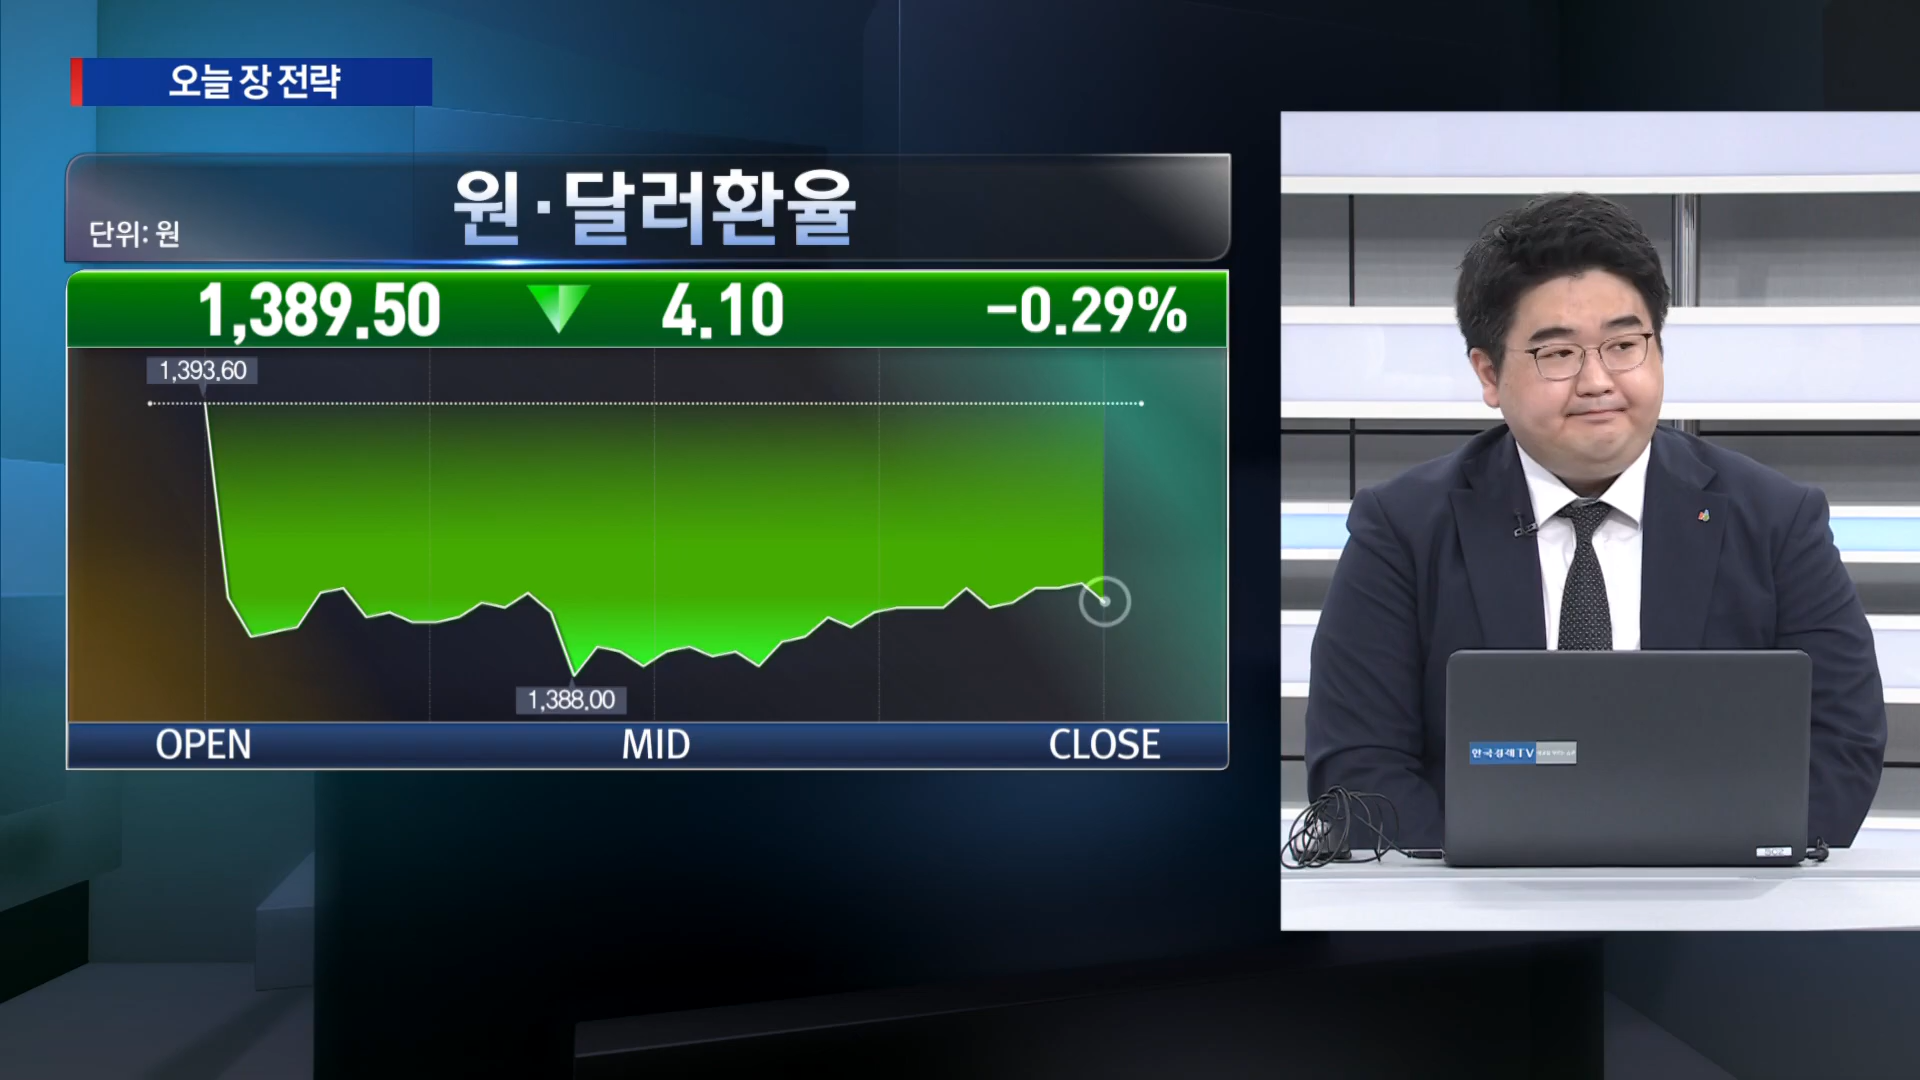 오늘 장 전략
원·달러환율
단위: 원
1,389.50 ▼ 4.10 -0.29%
1,393.60
1,388.00
OPEN MID CLOSE
한국경제TV